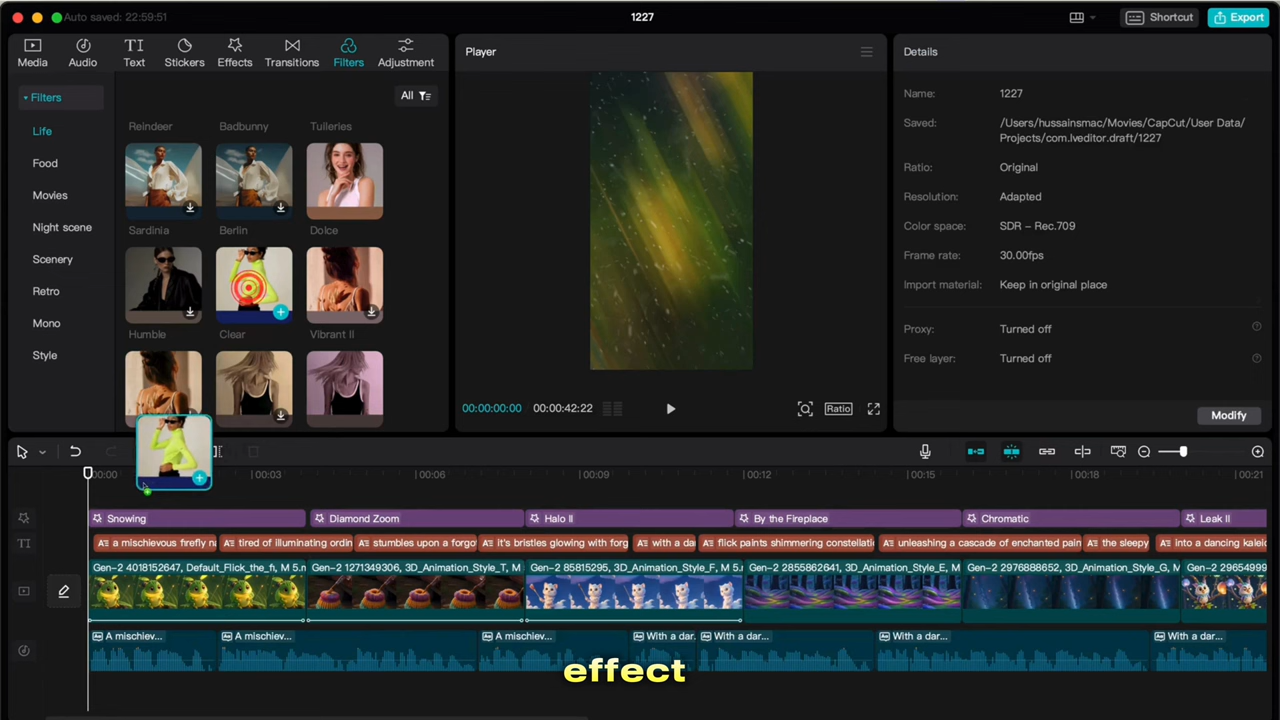 Auto saved: 22:59:51
1227
Shortcut
Export
Media
Audio
TI
Text
Stickers
Effects
Transitions
Filters
Adjustment
Filters
All
Life
Food
Movies
Night scene
Scenery
Retro
Mono
Style
Reindeer
Badbunny
Tuileries
Sardinia
Berlin
Dolce
Humble
Clear
Vibrant II
Player
00:00:00:00
00:00:42:22
Ratio
Details
Name:
1227
Saved:
/Users/hussainsmac/Movies/CapCut/User Data/
Projects/com.lveditor.draft/1227
Ratio:
Original
Resolution:
Adapted
Color space:
SDR – Rec.709
Frame rate:
30.00fps
Import material:
Keep in original place
Proxy:
Turned off
Free layer:
Turned off
Modify
00:00
00:03
00:06
00:09
00:12
00:15
00:18
00:21
Snowing
Diamond Zoom
Halo II
By the Fireplace
Chromatic
Leak II
TI
a mischievous firefly n
tired of illuminating ordin
stumbles upon a forgo
it's bristles glowing with forg
with a da
flick paints shimmering constellati
unleashing a cascade of enchanted pain
the sleepy
into a dancing kaleid
Gen-2 4018152647, Default_Flick_the_fi, M 5.m
Gen-2 1271349306, 3D_Animation_Style_T, M
Gen-2 85815295, 3D_Animation_Style_F, M 5
Gen-2 2855862641, 3D_Animation_Style_E, M
Gen-2 2976888652, 3D_Animation_Style_G, M
Gen-2 29654999
A mischiev...
A mischiev...
A mischiev...
With a dar...
With a dar...
With a dar...
With a dar...
effect